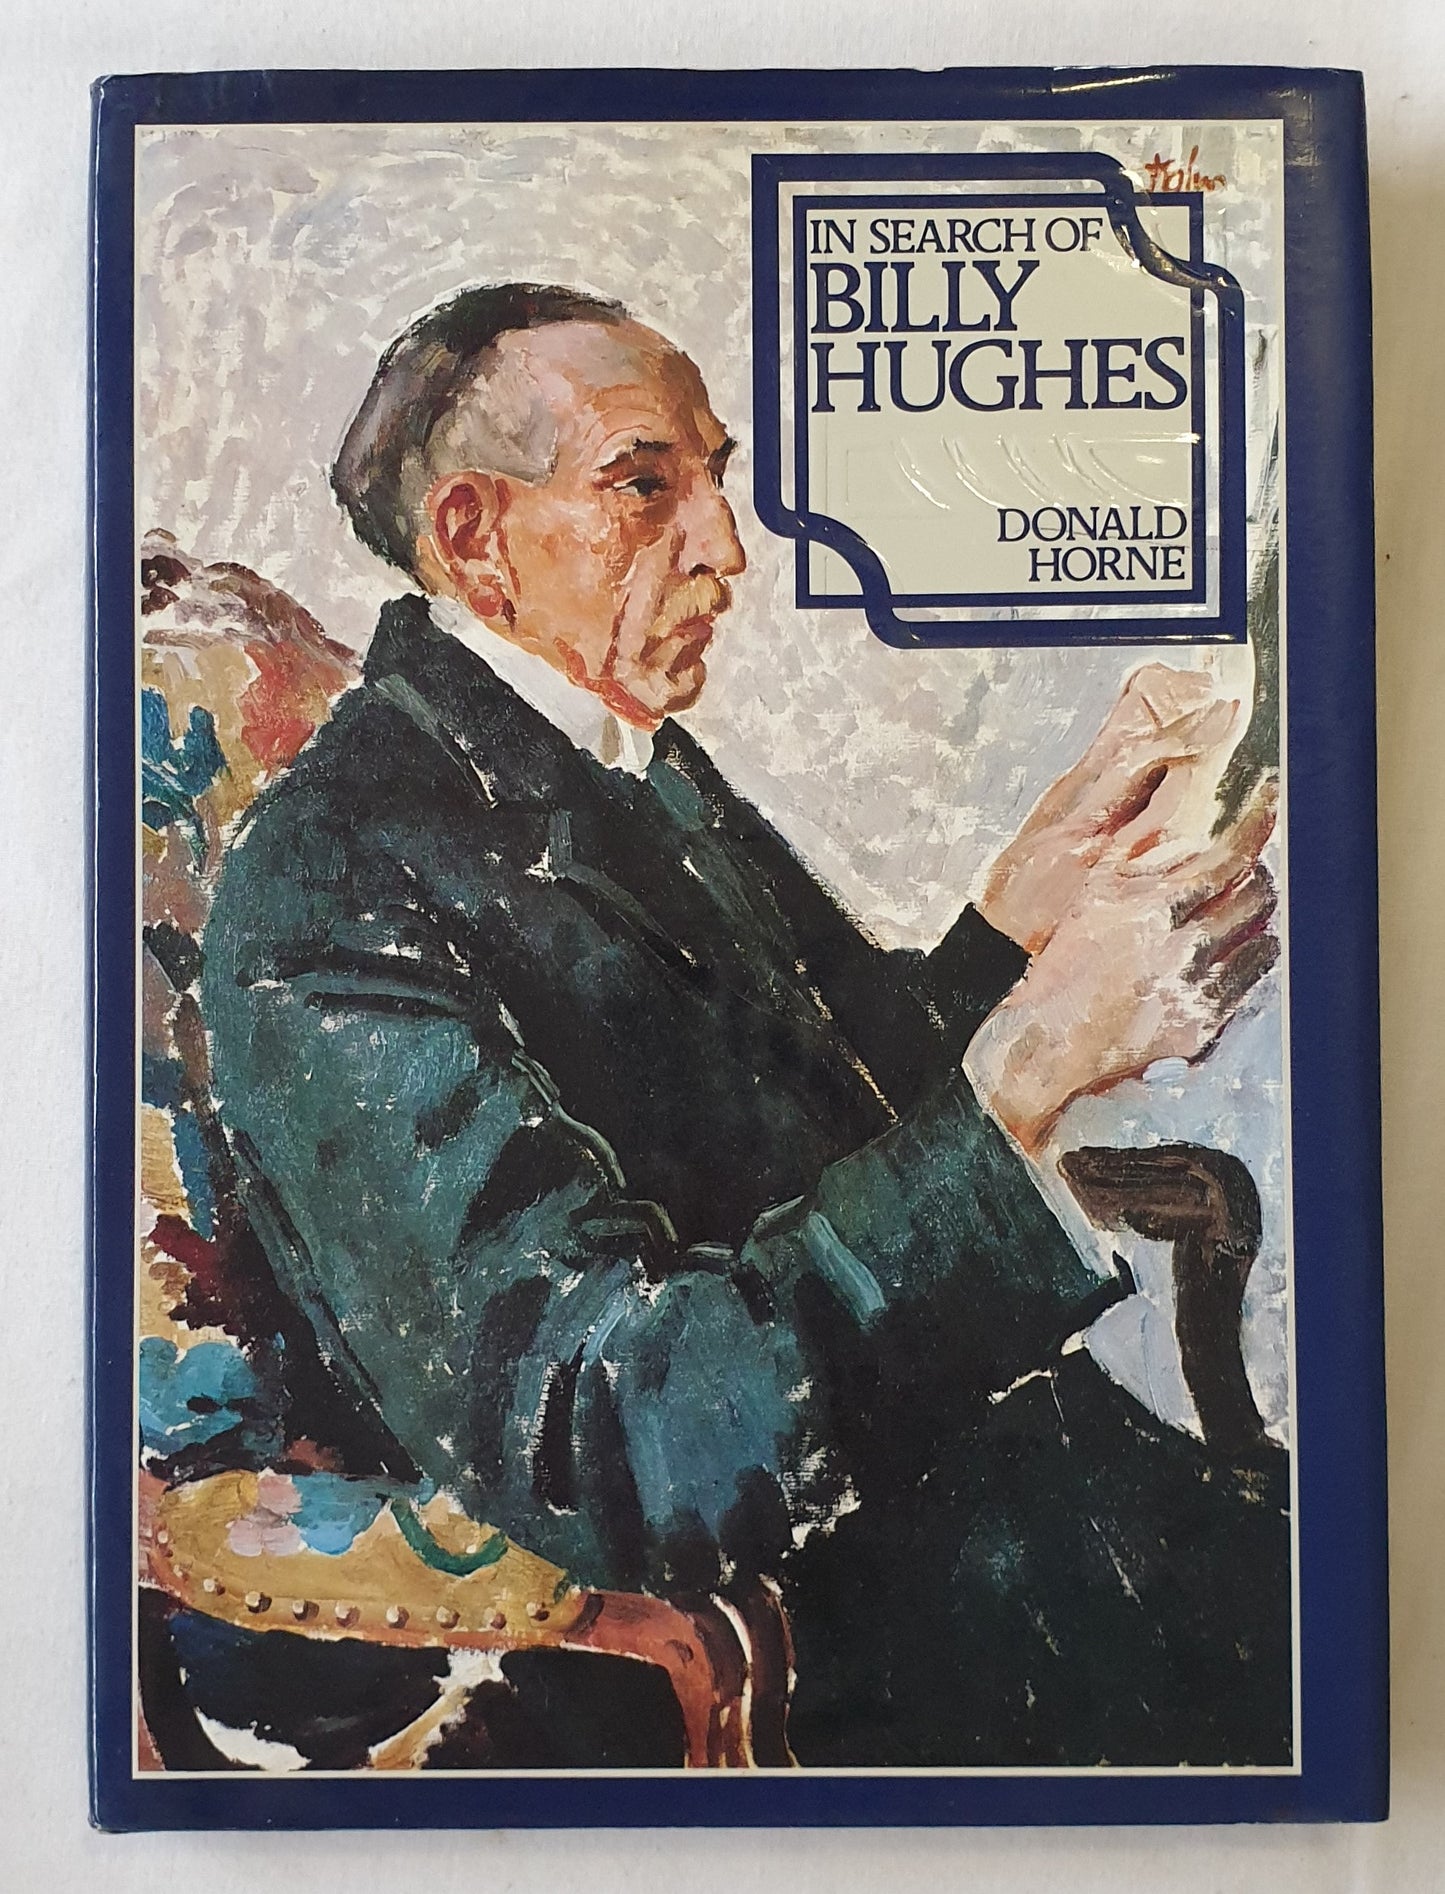 IN SEARCH OF
BILLY
HUGHES
DONALD
HORNE